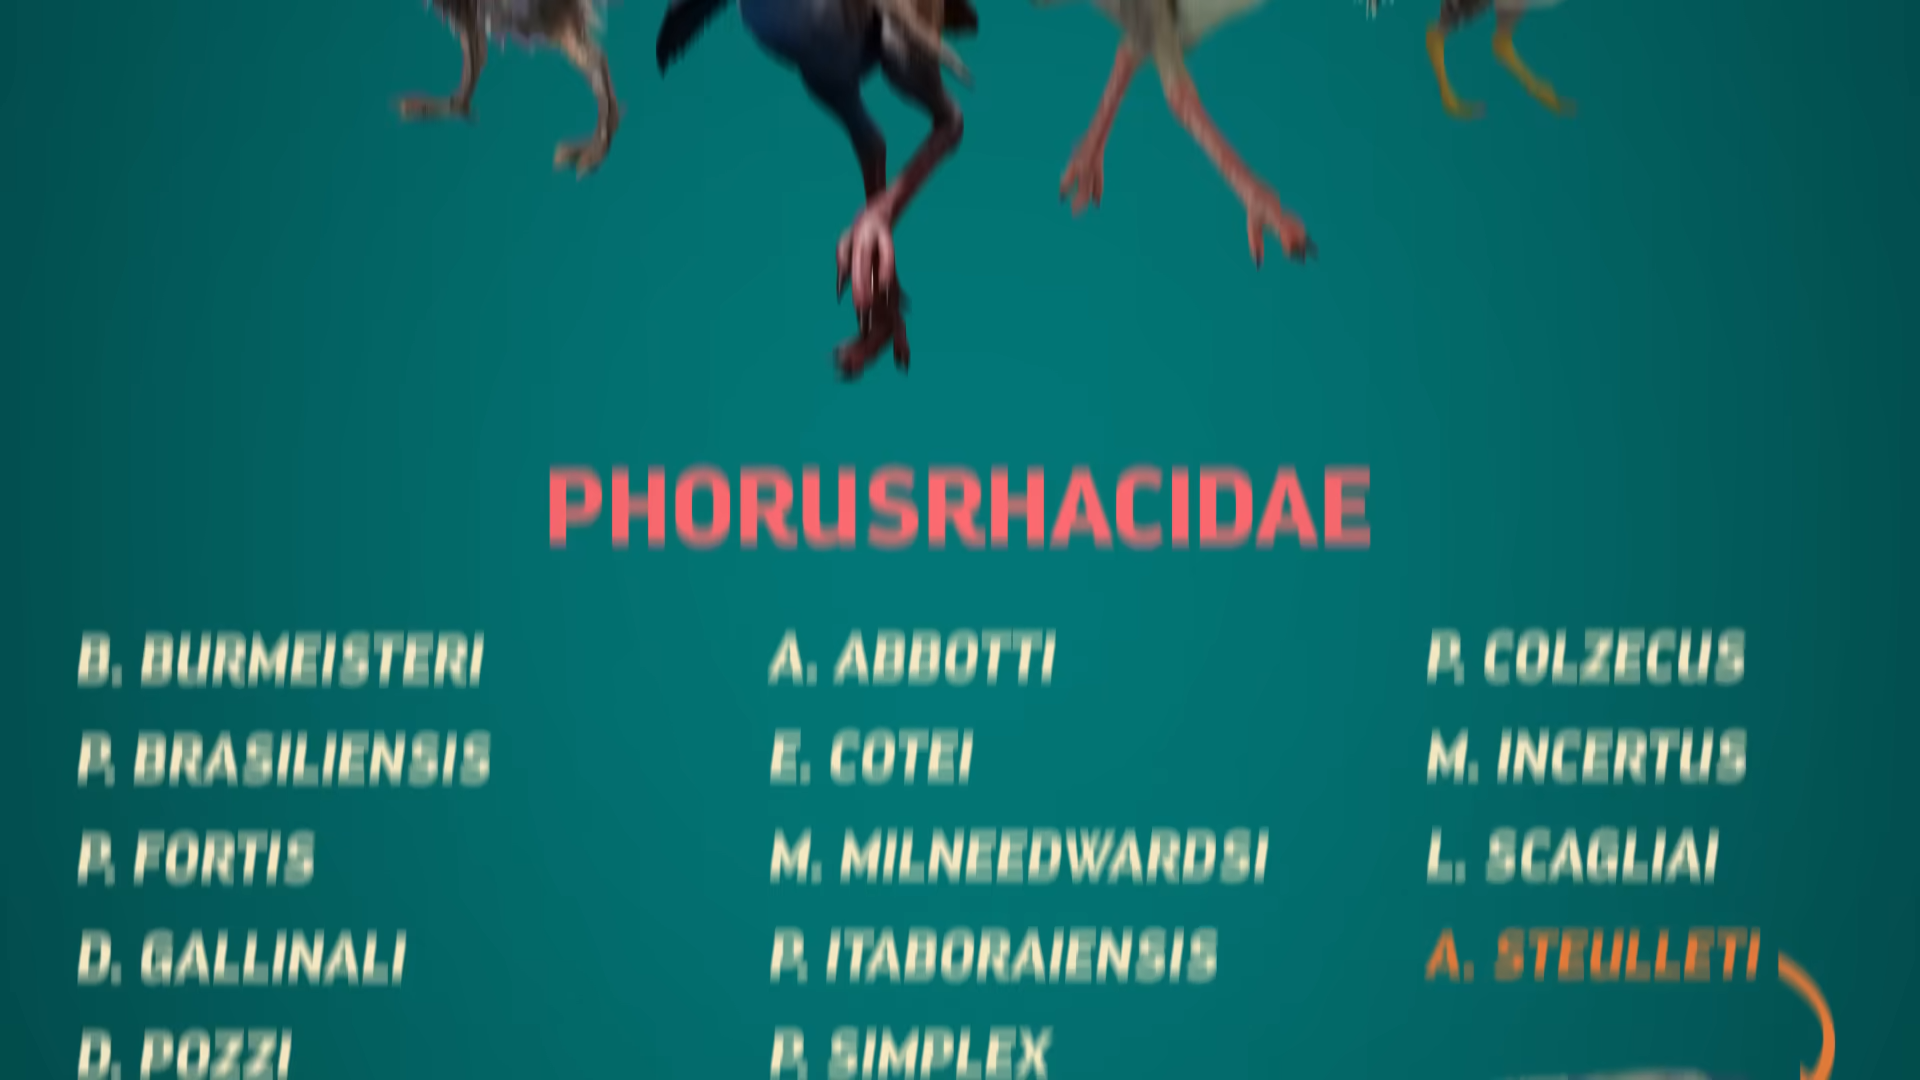 PHORUSRHACIDAE
B. BURMEISTERI
P. BRASILIENSIS
P. FORTIS
D. GALLINALI
D. POZZI
A. ABBOTTI
E. COTEI
M. MILNEEDWARDSI
P. ITABORAIENSIS
P. SIMPLEX
P. COLZECUS
M. INCERTUS
L. SCAGLIAI
A. STEULLETI